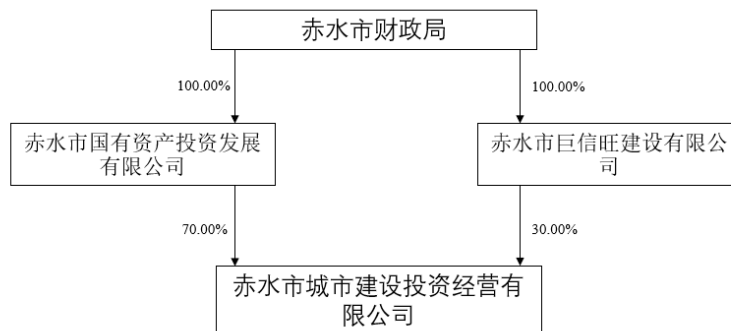 赤水市财政局
100.00%
100.00%
赤水市国有资产投资发展
有限公司
赤水市巨信旺建设有限公
司
70.00%
30.00%
赤水市城市建设投资经营有
限公司